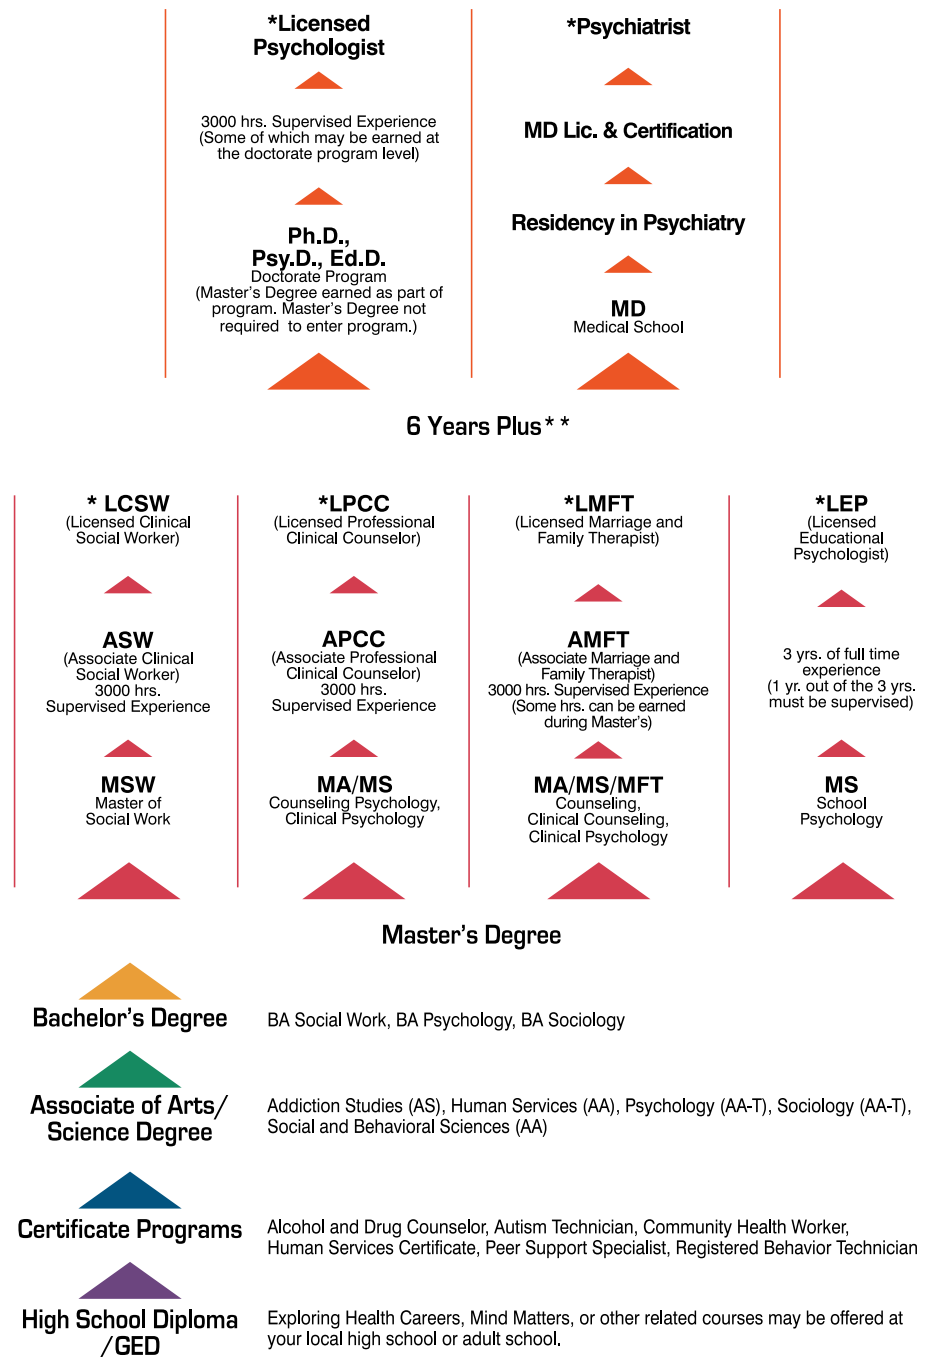 *Licensed
Psychologist
3000 hrs. Supervised Experience
(Some of which may be earned at
the doctorate program level)
Ph.D.,
Psy.D., Ed.D.
Doctorate Program
(Master's Degree earned as part of
program. Master's Degree not
required to enter program.)
*Psychiatrist
MD Lic. & Certification
Residency in Psychiatry
MD
Medical School
6 Years Plus**
* LCSW
(Licensed Clinical
Social Worker)
ASW
(Associate Clinical
Social Worker)
3000 hrs.
Supervised Experience
MSW
Master of
Social Work
*LPCC
(Licensed Professional
Clinical Counselor)
APCC
(Associate Professional
Clinical Counselor)
3000 hrs.
Supervised Experience
MA/MS
Counseling Psychology,
Clinical Psychology
*LMFT
(Licensed Marriage and
Family Therapist)
AMFT
(Associate Marriage and
Family Therapist)
3000 hrs. Supervised Experience
(Some hrs. can be earned
during Master's)
MA/MS/MFT
Counseling,
Clinical Counseling,
Clinical Psychology
*LEP
(Licensed
Educational
Psychologist)
3 yrs. of full time
experience
(1 yr. out of the 3 yrs.
must be supervised)
MS
School
Psychology
Master's Degree
Bachelor's Degree
BA Social Work, BA Psychology, BA Sociology
Associate of Arts/
Science Degree
Addiction Studies (AS), Human Services (AA), Psychology (AA-T), Sociology (AA-T),
Social and Behavioral Sciences (AA)
Certificate Programs
Alcohol and Drug Counselor, Autism Technician, Community Health Worker,
Human Services Certificate, Peer Support Specialist, Registered Behavior Technician
High School Diploma
/GED
Exploring Health Careers, Mind Matters, or other related courses may be offered at
your local high school or adult school.